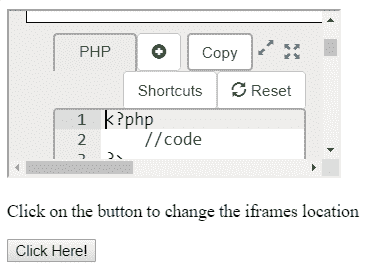 PHP Copy
Shortcuts Reset
1 <?php
2 //code
3 ?>
Click on the button to change the iframes location
Click Here!